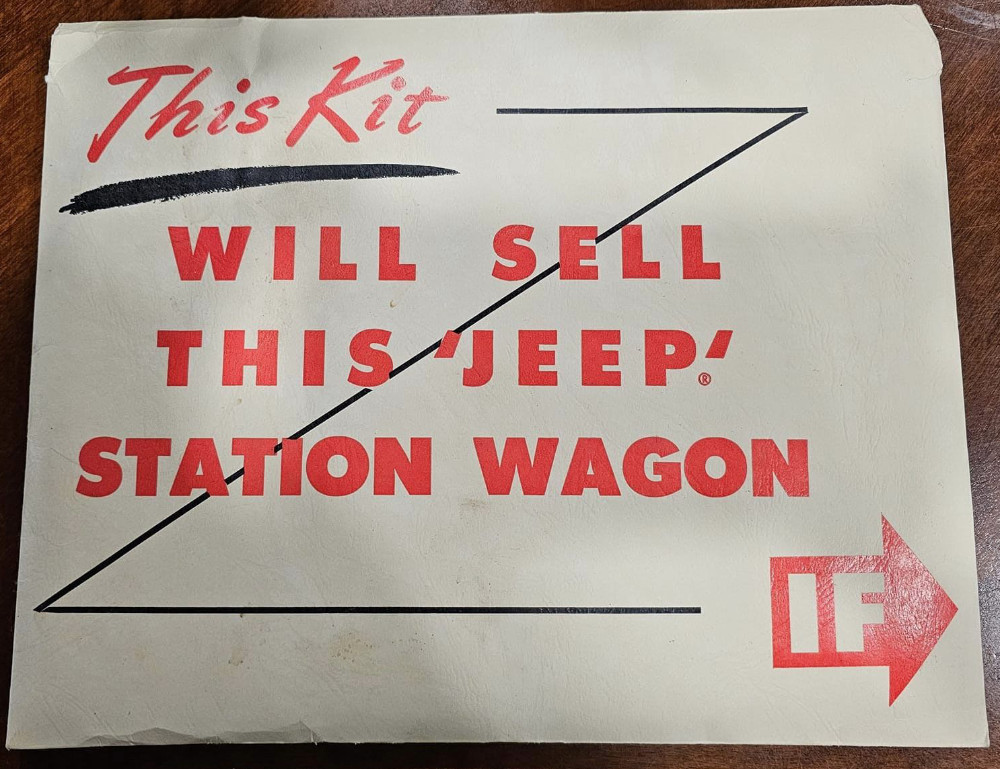 This Kit
WILL SELL
THIS 'JEEP'®
STATION WAGON
IF